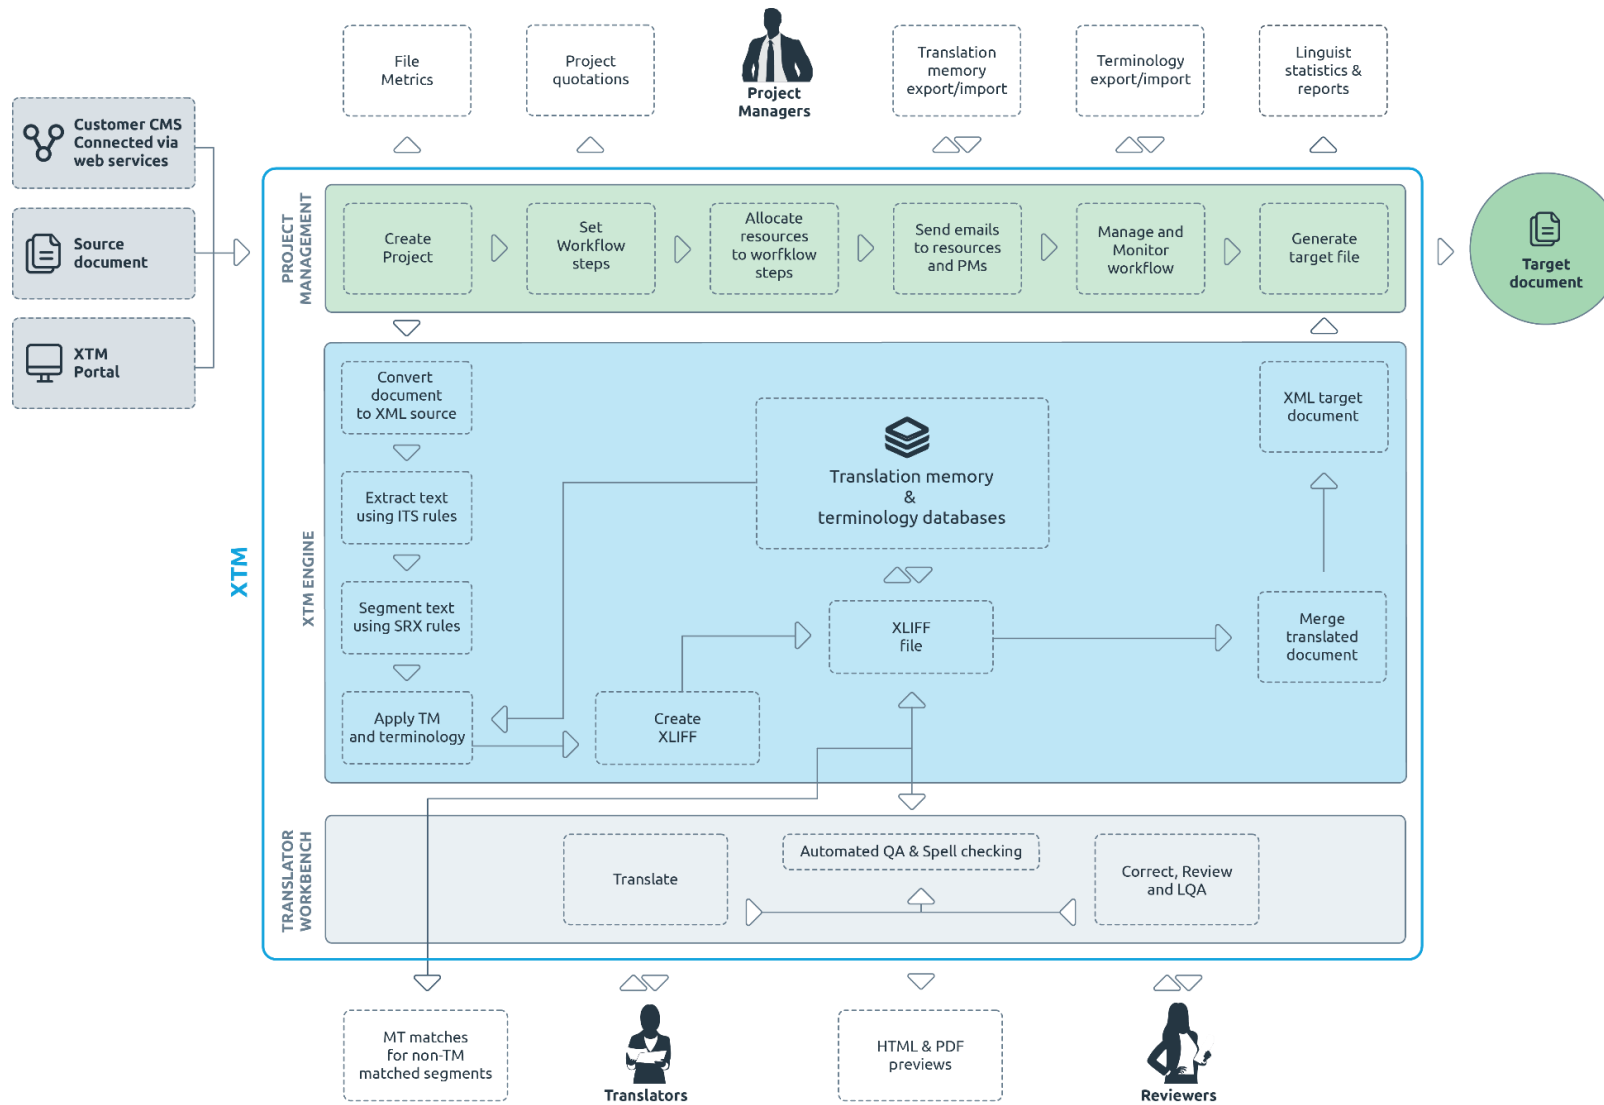 File
Metrics
Project
quotations
Project
Managers
Translation
memory
export/import
Terminology
export/import
Linguist
statistics &
reports
Customer CMS
Connected via
web services
Source
document
XTM
Portal
XTM
PROJECT
MANAGEMENT
Create
Project
Set
Workflow
steps
Allocate
resources
to worfklow
steps
Send emails
to resources
and PMs
Manage and
Monitor
workflow
Generate
target file
Target
document
XTM ENGINE
Convert
document
to XML source
Extract text
using ITS rules
Segment text
using SRX rules
Apply TM
and terminology
Create
XLIFF
Translation memory
&
terminology databases
XLIFF
file
XML target
document
Merge
translated
document
TRANSLATOR
WORKBENCH
Translate
Automated QA & Spell checking
Correct, Review
and LQA
MT matches
for non-TM
matched segments
Translators
HTML & PDF
previews
Reviewers